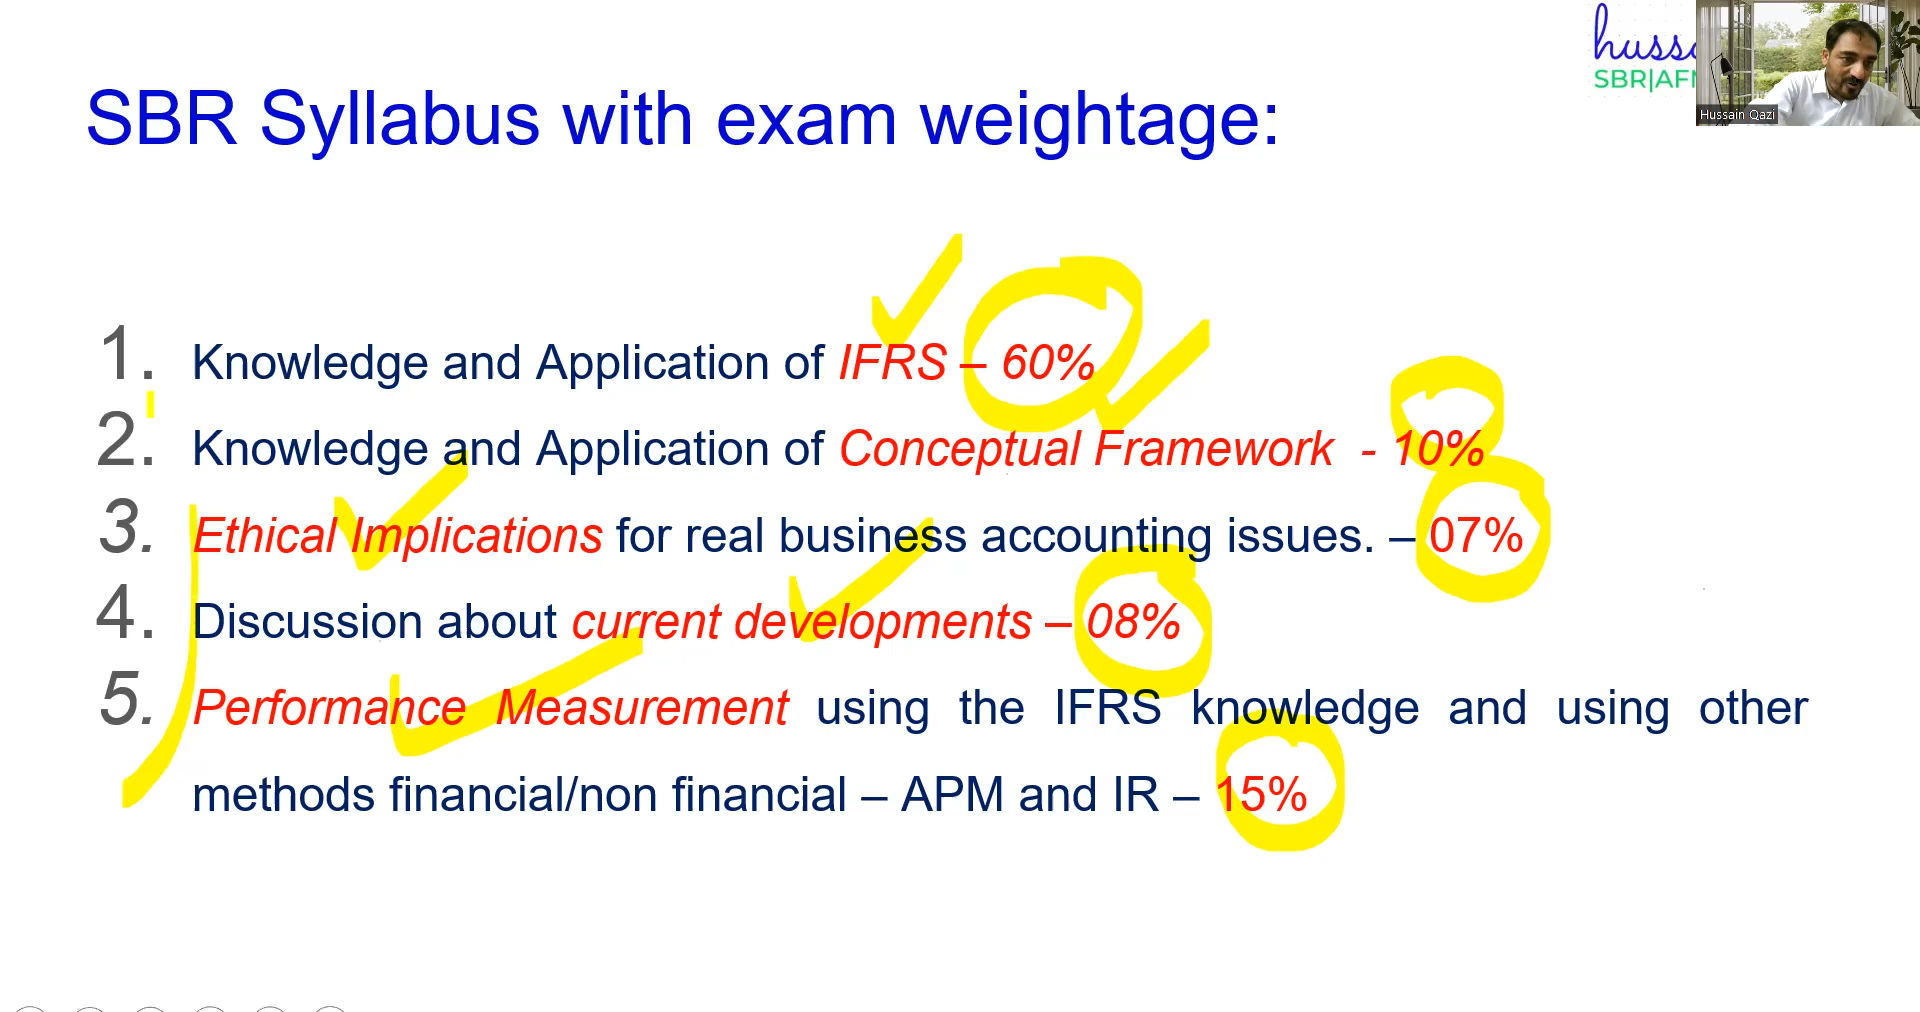 SBR Syllabus with exam weightage:
1. Knowledge and Application of IFRS – 60%
2. Knowledge and Application of Conceptual Framework - 10%
3. Ethical Implications for real business accounting issues. – 07%
4. Discussion about current developments – 08%
5. Performance Measurement using the IFRS knowledge and using other
methods financial/non financial – APM and IR – 15%
SBR|AF
Hussain Qazi